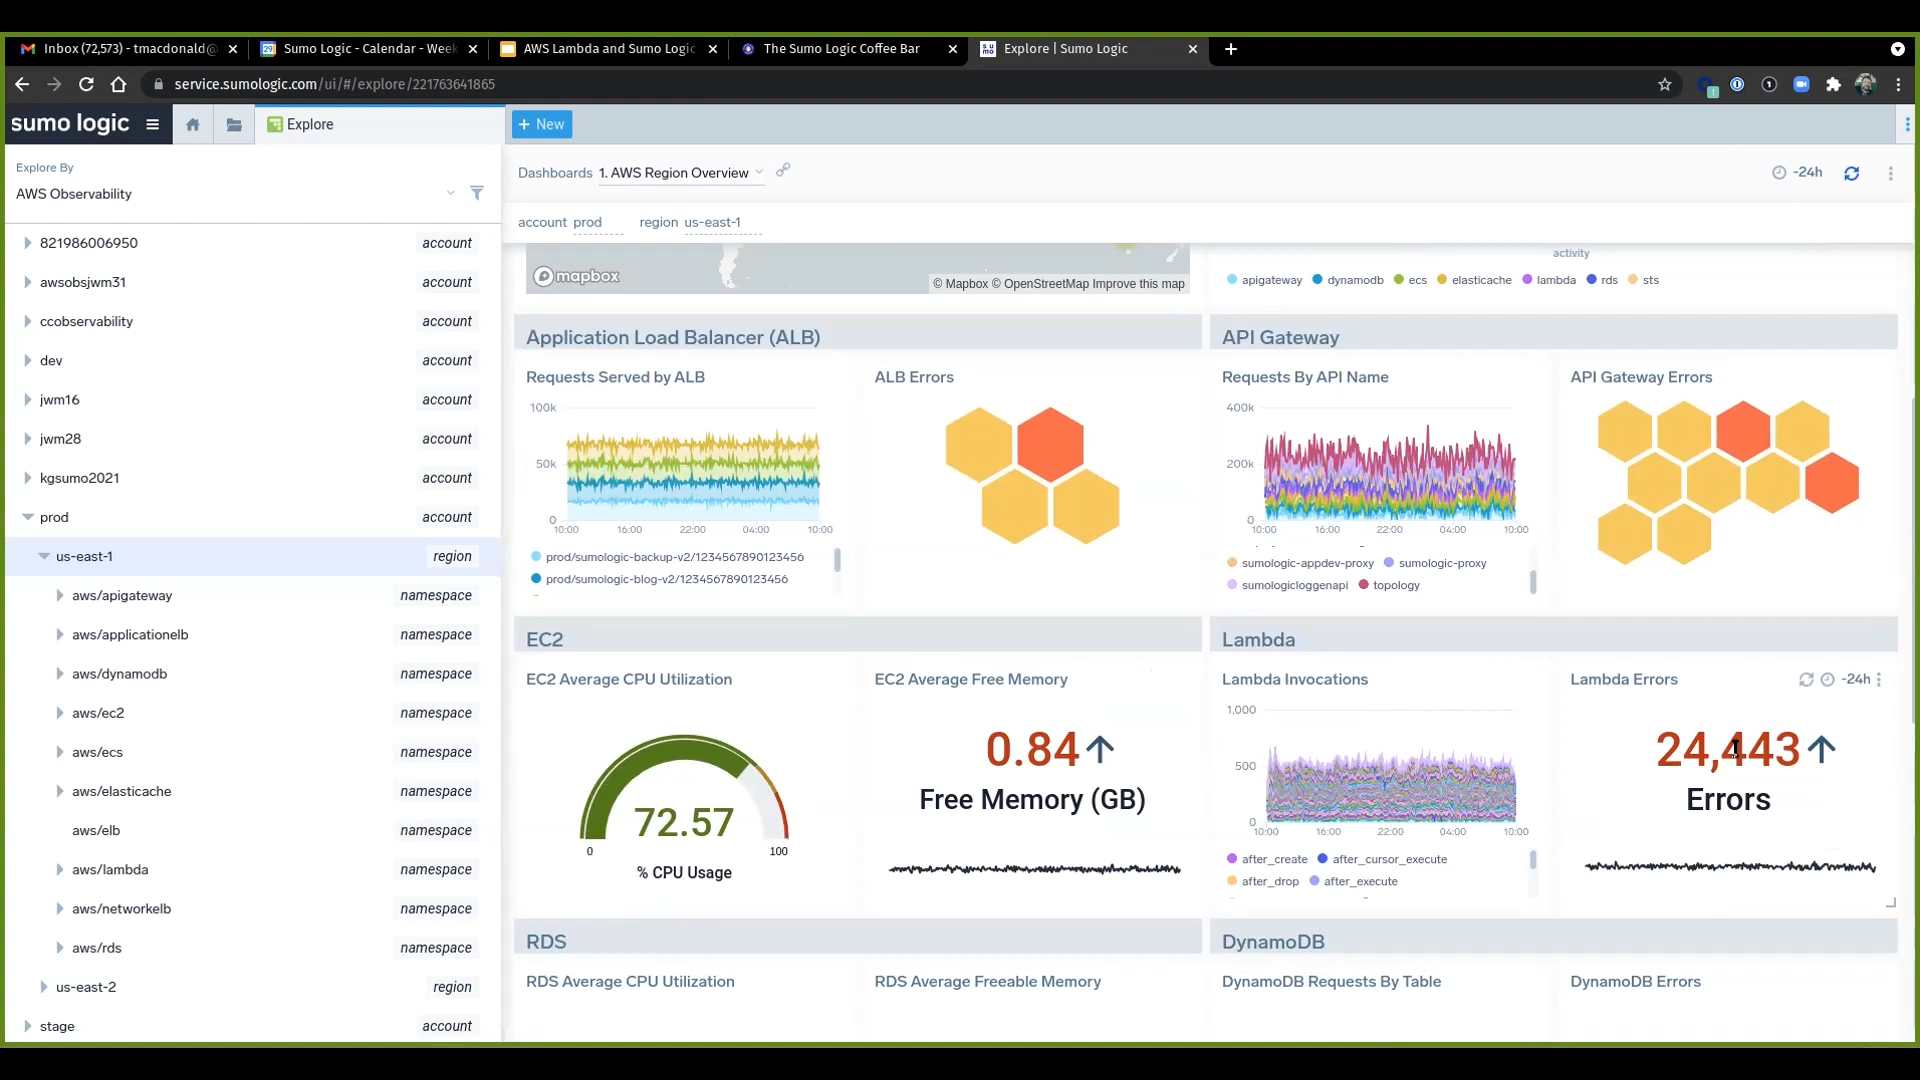 Inbox (72,573) - tmacdonald@
Sumo Logic - Calendar - Week
AWS Lambda and Sumo Logic
The Sumo Logic Coffee Bar
Explore | Sumo Logic
service.sumologic.com/ui/#/explore/221763641865
sumo logic
Explore
+ New
Explore By
AWS Observability
821986006950 account
awsobsjwm31 account
ccobservability account
dev account
jwm16 account
jwm28 account
kgsumo2021 account
prod account
us-east-1 region
aws/apigateway namespace
aws/applicationelb namespace
aws/dynamodb namespace
aws/ec2 namespace
aws/ecs namespace
aws/elasticache namespace
aws/elb namespace
aws/lambda namespace
aws/networkelb namespace
aws/rds namespace
us-east-2 region
stage account
Dashboards 1. AWS Region Overview
-24h
account prod region us-east-1
mapbox
© Mapbox © OpenStreetMap Improve this map
activity
apigateway dynamodb ecs elasticache lambda rds sts
Application Load Balancer (ALB)
Requests Served by ALB
100k
50k
0
10:00 16:00 22:00 04:00 10:00
prod/sumologic-backup-v2/1234567890123456
prod/sumologic-blog-v2/1234567890123456
ALB Errors
API Gateway
Requests By API Name
400k
200k
0
10:00 16:00 22:00 04:00 10:00
sumologic-appdev-proxy sumologic-proxy
sumologicloggenapi topology
API Gateway Errors
EC2
EC2 Average CPU Utilization
72.57
0 100
% CPU Usage
EC2 Average Free Memory
0.84
Free Memory (GB)
Lambda
Lambda Invocations
1,000
500
0
10:00 16:00 22:00 04:00 10:00
after_create after_cursor_execute
after_drop after_execute
Lambda Errors
-24h
24,443
Errors
RDS
RDS Average CPU Utilization
RDS Average Freeable Memory
DynamoDB
DynamoDB Requests By Table
DynamoDB Errors